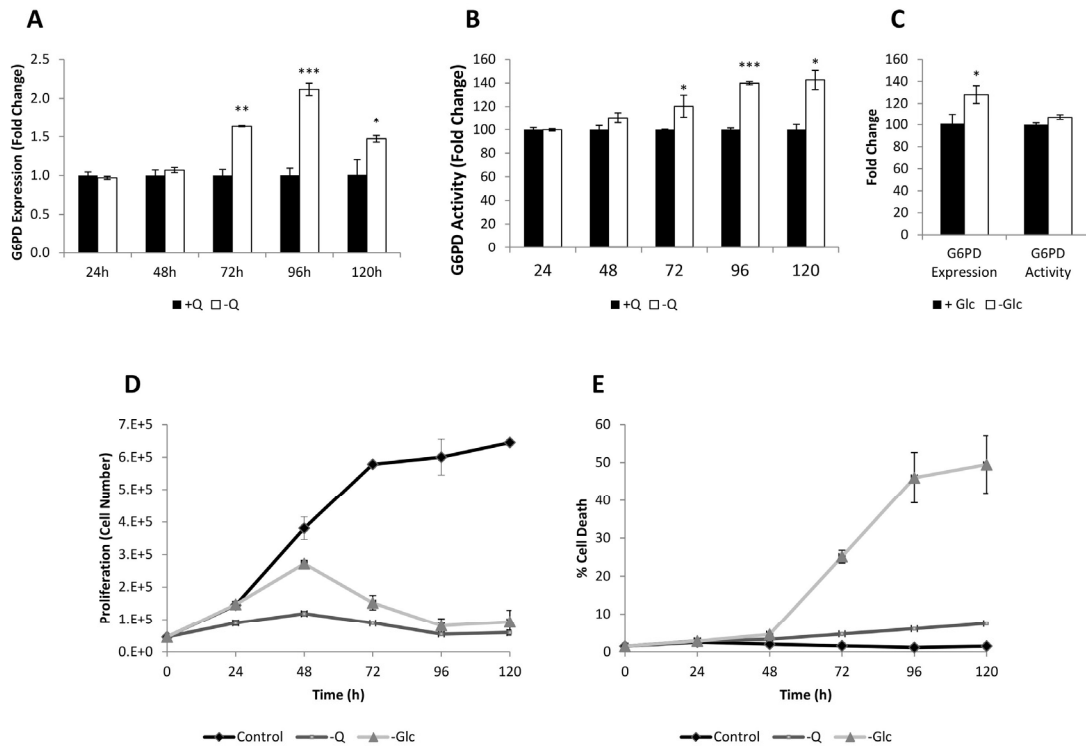 A
G6PD Expression (Fold Change)
2.5
2.0
1.5
1.0
0.5
0.0
**
***
*
24h 48h 72h 96h 120h
+Q -Q
B
G6PD Activity (Fold Change)
160
140
120
100
80
60
40
20
0
*
***
*
24 48 72 96 120
+Q -Q
C
Fold Change
160
140
120
100
80
60
40
20
0
*
G6PD Expression
G6PD Activity
+ Glc -Glc
D
Proliferation (Cell Number)
7.E+5
6.E+5
5.E+5
4.E+5
3.E+5
2.E+5
1.E+5
0.E+0
0 24 48 72 96 120
Time (h)
Control -Q -Glc
E
% Cell Death
60
50
40
30
20
10
0
0 24 48 72 96 120
Time (h)
Control -Q -Glc